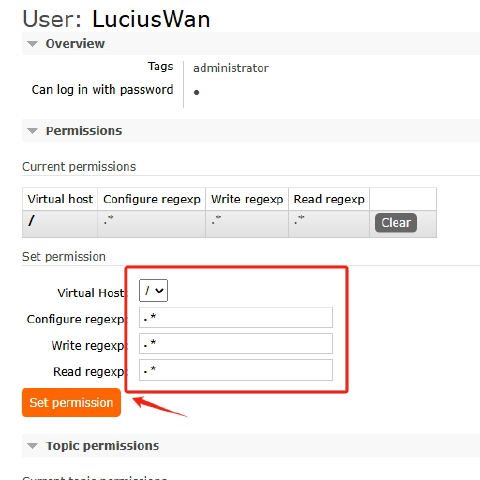 User: LuciusWan
Overview
Tags administrator
Can log in with password ●
Permissions
Current permissions
Virtual host Configure regexp Write regexp Read regexp
/ .* .* .* Clear
Set permission
Virtual Host: /
Configure regexp: .*
Write regexp: .*
Read regexp: .*
Set permission
Topic permissions
Current topic permissions